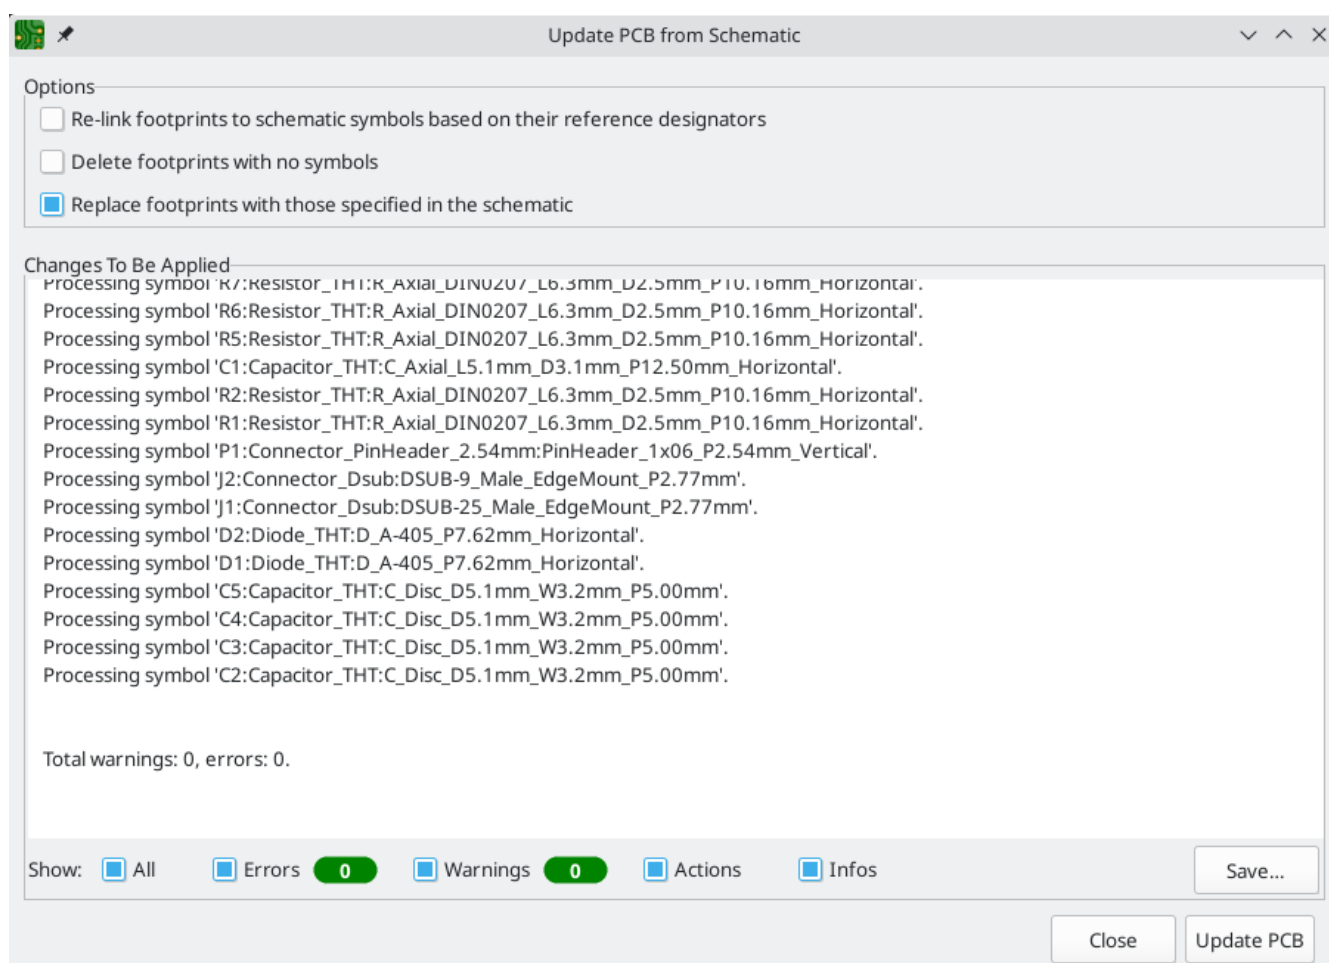 Update PCB from Schematic
Options
Re-link footprints to schematic symbols based on their reference designators
Delete footprints with no symbols
Replace footprints with those specified in the schematic
Changes To Be Applied
Processing symbol 'R7:Resistor_THT:R_Axial_DIN0207_L6.3mm_D2.5mm_P10.16mm_Horizontal'.
Processing symbol 'R6:Resistor_THT:R_Axial_DIN0207_L6.3mm_D2.5mm_P10.16mm_Horizontal'.
Processing symbol 'R5:Resistor_THT:R_Axial_DIN0207_L6.3mm_D2.5mm_P10.16mm_Horizontal'.
Processing symbol 'C1:Capacitor_THT:C_Axial_L5.1mm_D3.1mm_P12.50mm_Horizontal'.
Processing symbol 'R2:Resistor_THT:R_Axial_DIN0207_L6.3mm_D2.5mm_P10.16mm_Horizontal'.
Processing symbol 'R1:Resistor_THT:R_Axial_DIN0207_L6.3mm_D2.5mm_P10.16mm_Horizontal'.
Processing symbol 'P1:Connector_PinHeader_2.54mm:PinHeader_1x06_P2.54mm_Vertical'.
Processing symbol 'J2:Connector_Dsub:DSUB-9_Male_EdgeMount_P2.77mm'.
Processing symbol 'J1:Connector_Dsub:DSUB-25_Male_EdgeMount_P2.77mm'.
Processing symbol 'D2:Diode_THT:D_A-405_P7.62mm_Horizontal'.
Processing symbol 'D1:Diode_THT:D_A-405_P7.62mm_Horizontal'.
Processing symbol 'C5:Capacitor_THT:C_Disc_D5.1mm_W3.2mm_P5.00mm'.
Processing symbol 'C4:Capacitor_THT:C_Disc_D5.1mm_W3.2mm_P5.00mm'.
Processing symbol 'C3:Capacitor_THT:C_Disc_D5.1mm_W3.2mm_P5.00mm'.
Processing symbol 'C2:Capacitor_THT:C_Disc_D5.1mm_W3.2mm_P5.00mm'.
Total warnings: 0, errors: 0.
Show: All Errors 0 Warnings 0 Actions Infos Save...
Close Update PCB